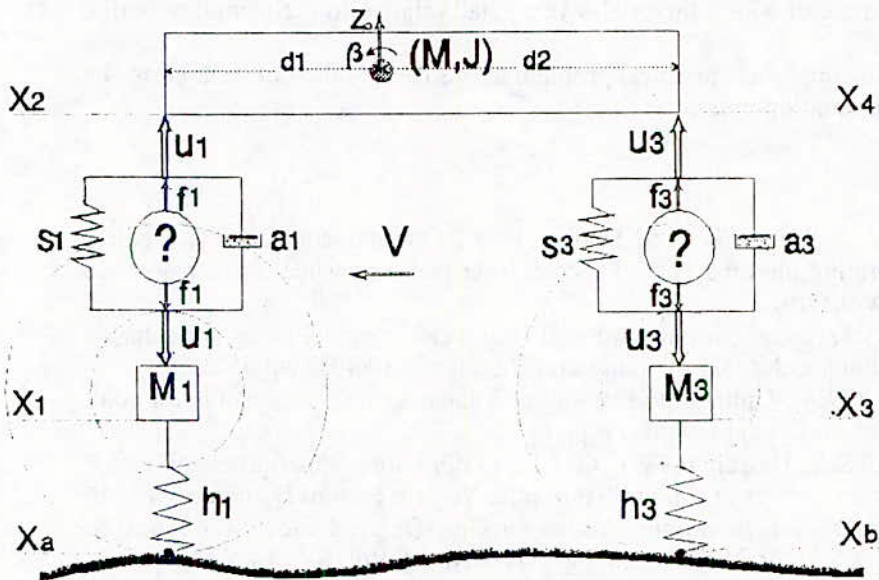 z
d1 β (M,J) d2
X2 X4
u1 u3
f1 f3
s1 ? a1 V s3 ? a3
f1 f3
u1 u3
X1 M1 M3 X3
h1 h3
Xa Xb